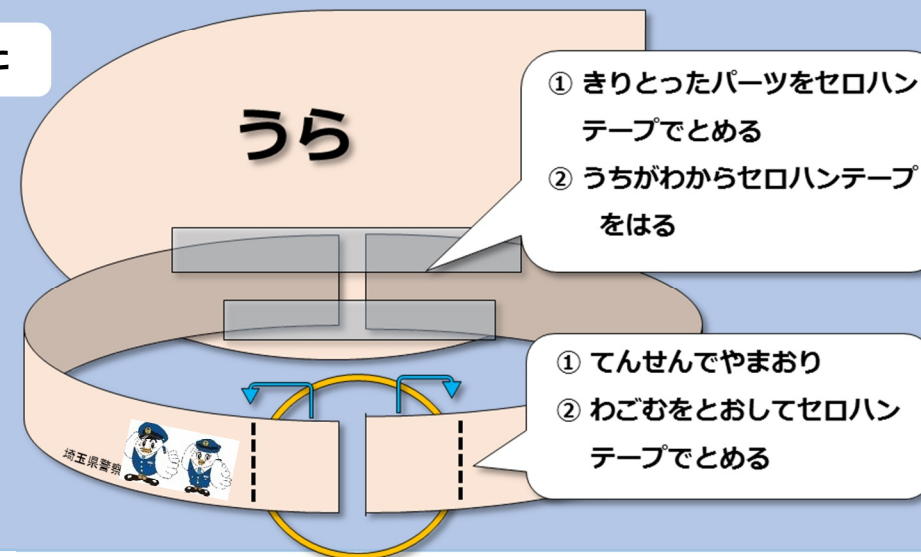 うら
① きりとったパーツをセロハン
テープでとめる
② うちがわからセロハンテープ
をはる
① てんせんでやまおり
② わごむをとおしてセロハン
テープでとめる
埼玉県警察